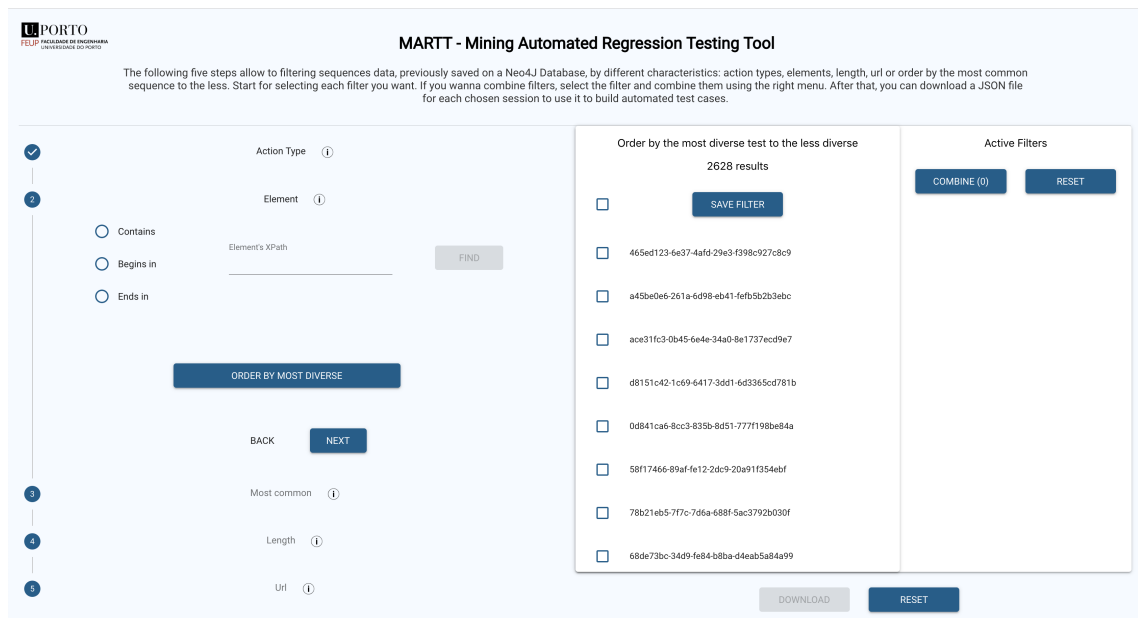 U. PORTO
FEUP FACULDADE DE ENGENHARIA
UNIVERSIDADE DO PORTO
MARTT - Mining Automated Regression Testing Tool
The following five steps allow to filtering sequences data, previously saved on a Neo4J Database, by different characteristics: action types, elements, length, url or order by the most common
sequence to the less. Start for selecting each filter you want. If you wanna combine filters, select the filter and combine them using the right menu. After that, you can download a JSON file
for each chosen session to use it to build automated test cases.
Action Type
2
Element
Contains
Begins in
Ends in
Element's XPath
FIND
ORDER BY MOST DIVERSE
BACK
NEXT
3
Most common
4
Length
5
Url
Order by the most diverse test to the less diverse
2628 results
SAVE FILTER
465ed123-6e37-4afd-29e3-f398c927c8c9
a45be0e6-261a-6d98-eb41-fefb5b2b3ebc
ace31fc3-0b45-6e4e-34a0-8e1737ecd9e7
d8151c42-1c69-6417-3dd1-6d3365cd781b
0d841ca6-8cc3-835b-8d51-777f198be84a
58f17466-89af-fe12-2dc9-20a91f354ebf
78b21eb5-7f7c-7d6a-688f-5ac3792b030f
68de73bc-34d9-fe84-b8ba-d4eab5a84a99
Active Filters
COMBINE (0)
RESET
DOWNLOAD
RESET